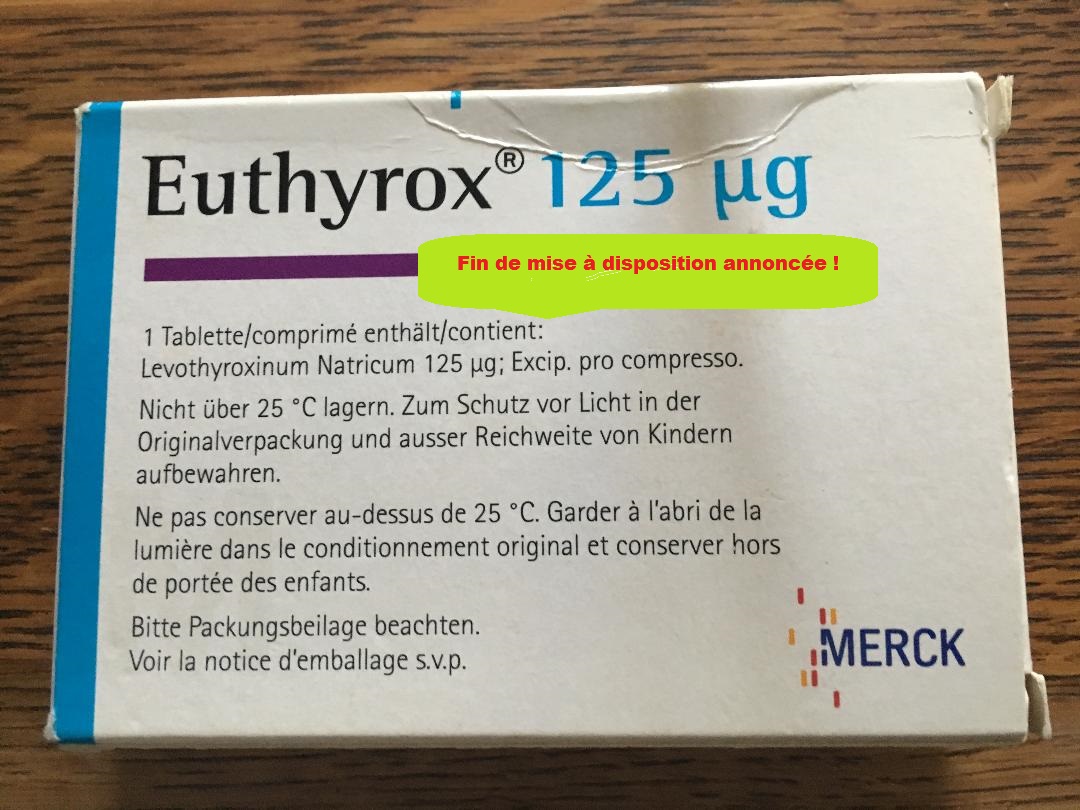 Euthyrox® 125 µg
Fin de mise à disposition annoncée !
1 Tablette/comprimé enthält/contient:
Levothyroxinum Natricum 125 µg; Excip. pro compresso.
Nicht über 25 °C lagern. Zum Schutz vor Licht in der
Originalverpackung und ausser Reichweite von Kindern
aufbewahren.
Ne pas conserver au-dessus de 25 °C. Garder à l'abri de la
lumière dans le conditionnement original et conserver hors
de portée des enfants.
Bitte Packungsbeilage beachten.
Voir la notice d'emballage s.v.p.
MERCK